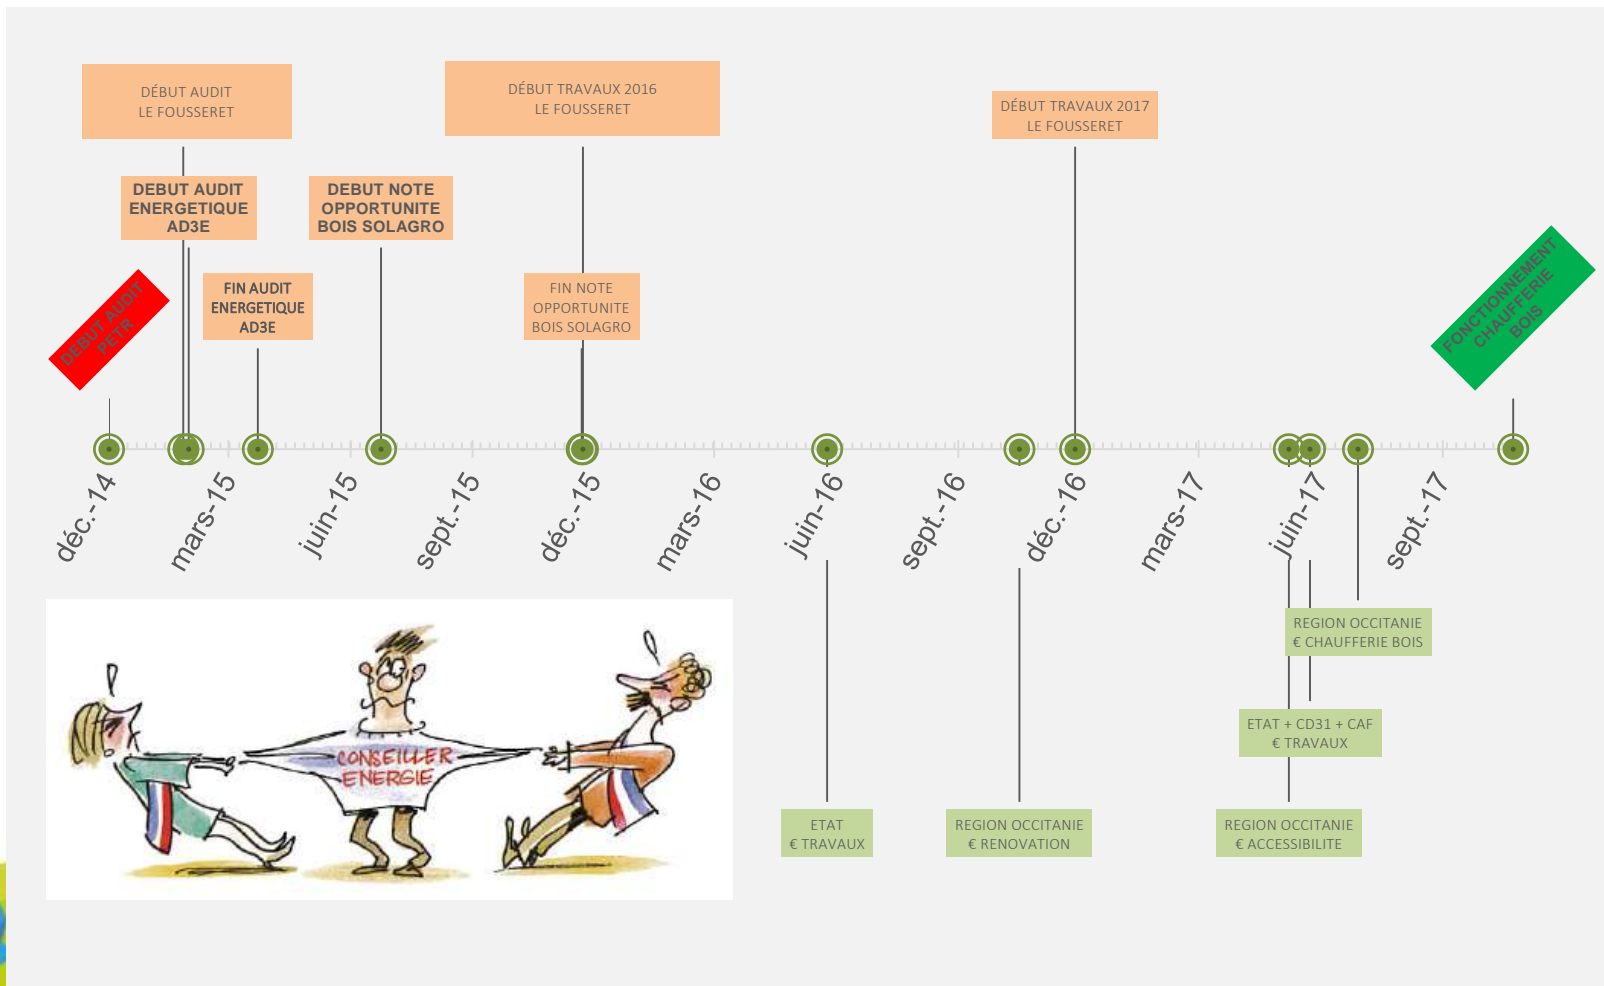 DÉBUT AUDIT
LE FOUSSERET
DÉBUT TRAVAUX 2016
LE FOUSSERET
DÉBUT TRAVAUX 2017
LE FOUSSERET
DEBUT AUDIT
ENERGETIQUE
AD3E
DEBUT NOTE
OPPORTUNITE
BOIS SOLAGRO
DEBUT AUDIT
PETR
FIN AUDIT
ENERGETIQUE
AD3E
FIN NOTE
OPPORTUNITE
BOIS SOLAGRO
FONCTIONNEMENT
CHAUFFERIE
BOIS
déc.-14
mars-15
juin-15
sept.-15
déc.-15
mars-16
juin-16
sept.-16
déc.-16
mars-17
juin-17
sept.-17
REGION OCCITANIE
€ CHAUFFERIE BOIS
ETAT + CD31 + CAF
€ TRAVAUX
ETAT
€ TRAVAUX
REGION OCCITANIE
€ RENOVATION
REGION OCCITANIE
€ ACCESSIBILITE
CONSEILLER
ENERGIE
!
!